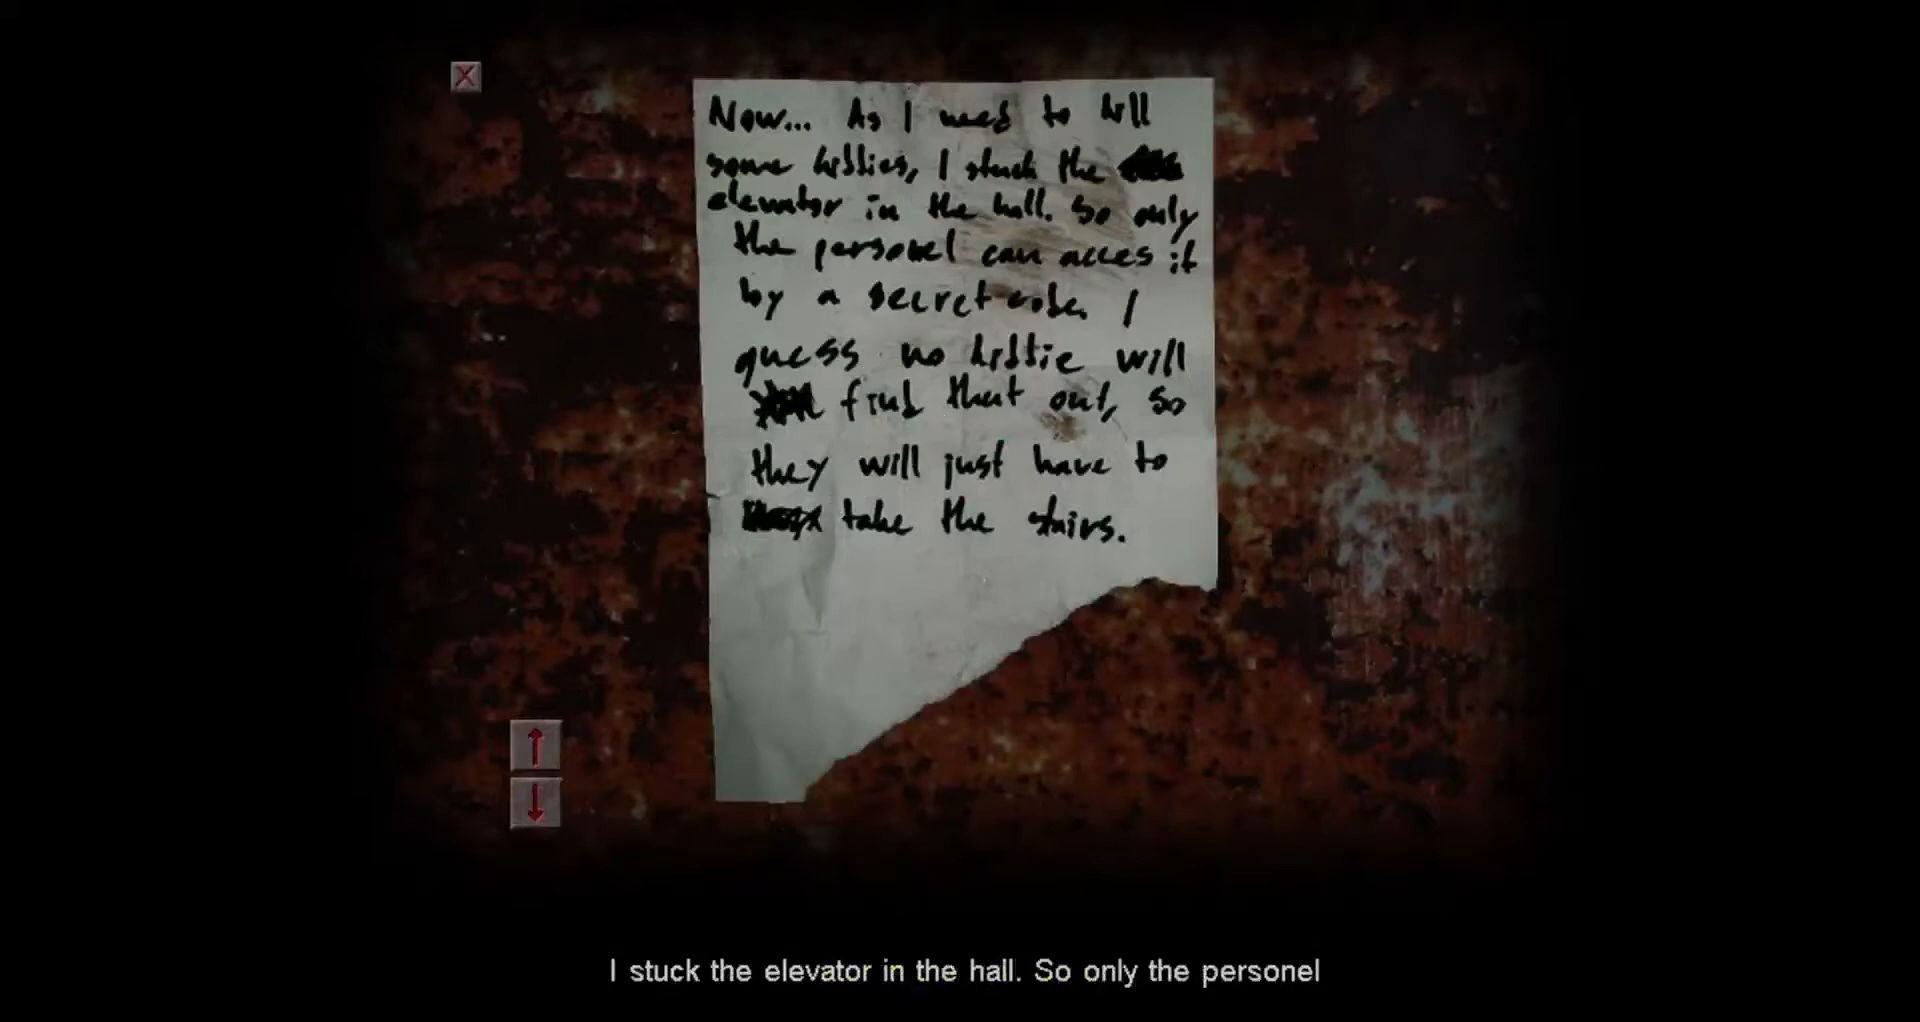 Now... As I need to kill
some kiddies, I stuck the
elevator in the hall. So only
the personel can acces it
by a secret code. I
guess no kiddie will
find that out, so
they will just have to
take the stairs.
I stuck the elevator in the hall. So only the personel